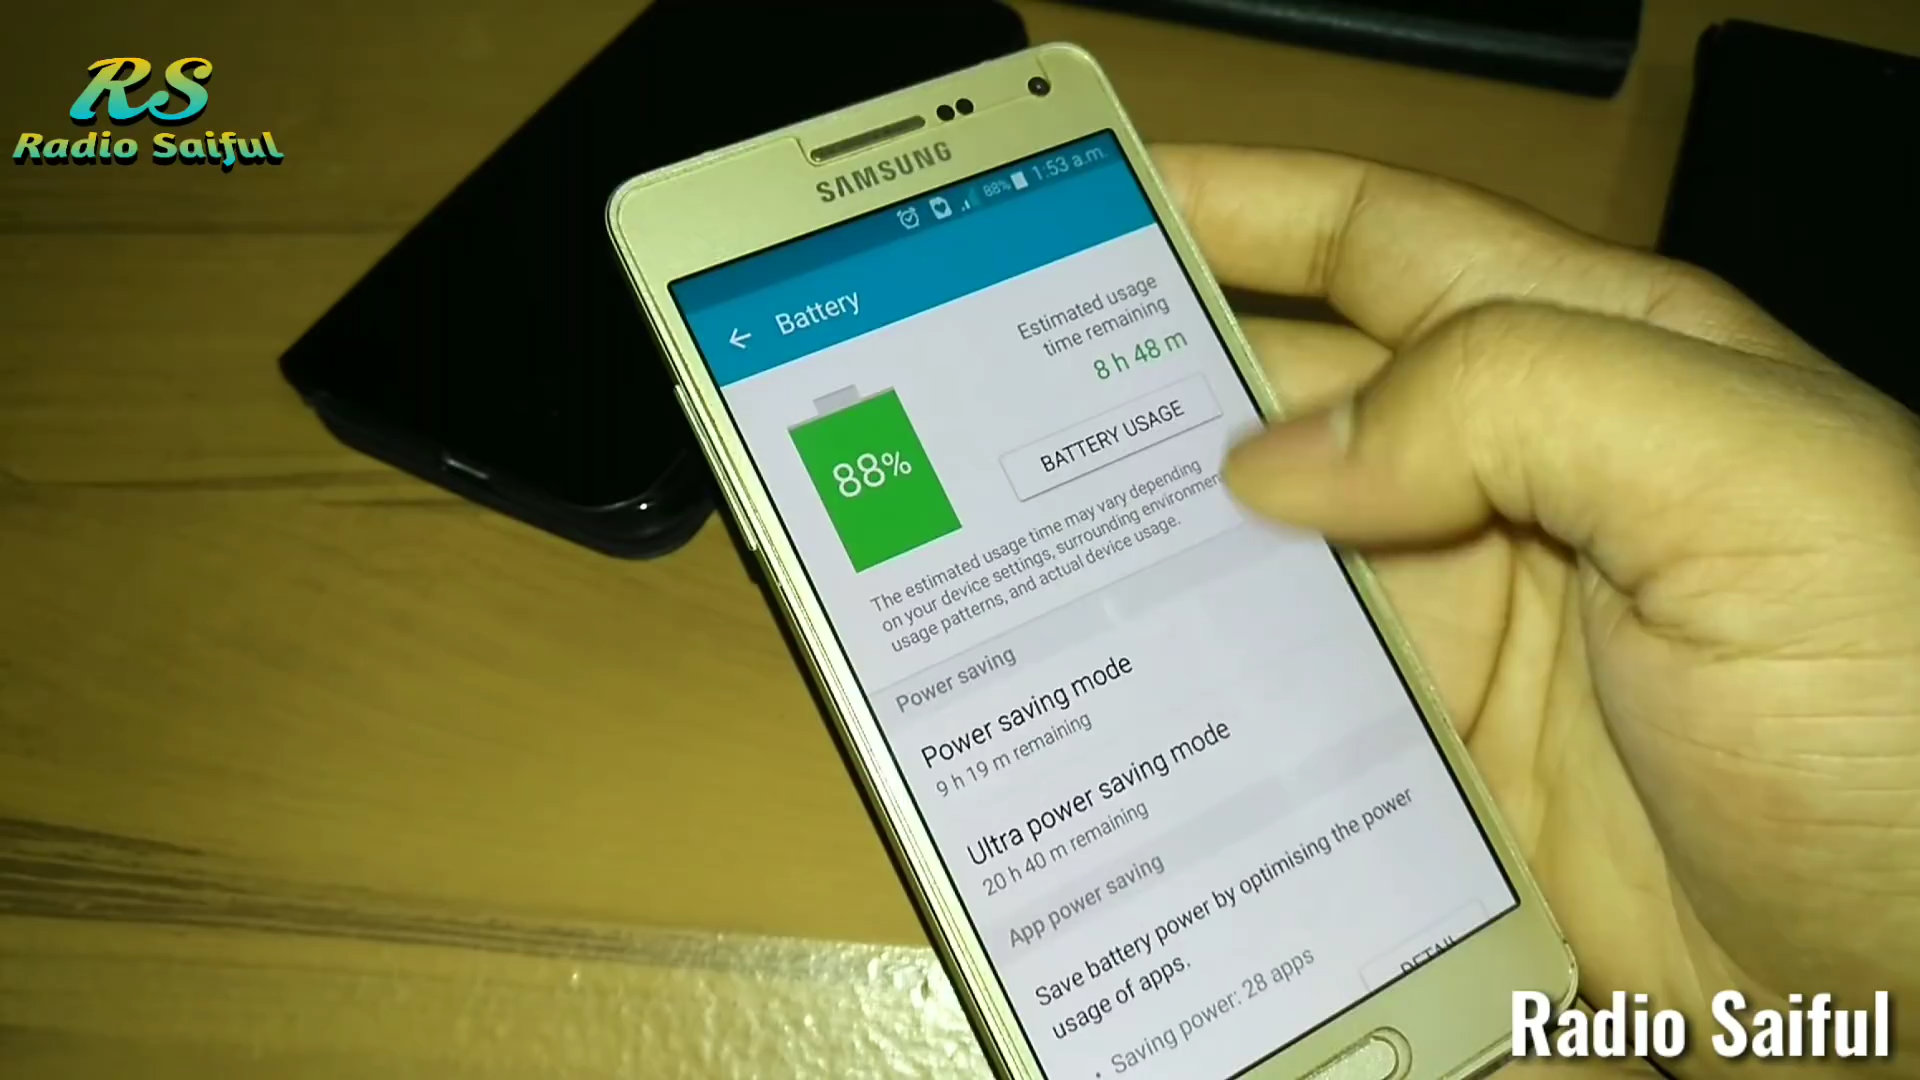 RS
Radio Saiful
SAMSUNG
88% 1:53 a.m.
Battery
Estimated usage
time remaining
8 h 48 m
88%
BATTERY USAGE
The estimated usage time may vary depending
on your device settings, surrounding environment
usage patterns, and actual device usage.
Power saving
Power saving mode
9 h 19 m remaining
Ultra power saving mode
20 h 40 m remaining
App power saving
Save battery power by optimising the power
usage of apps.
• Saving power: 28 apps
DETAIL
Radio Saiful